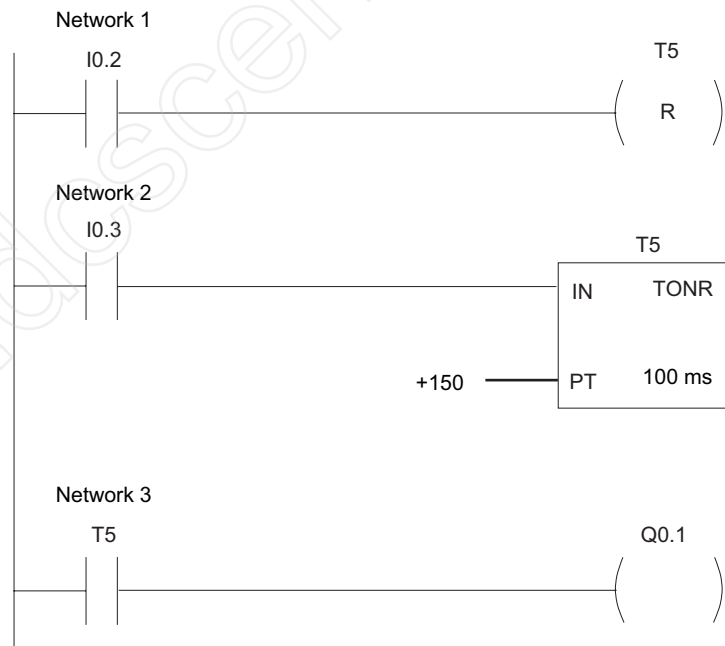 Network 1
I0.2
T5
R
Network 2
I0.3
T5
IN TONR
+150 PT 100 ms
Network 3
T5 Q0.1